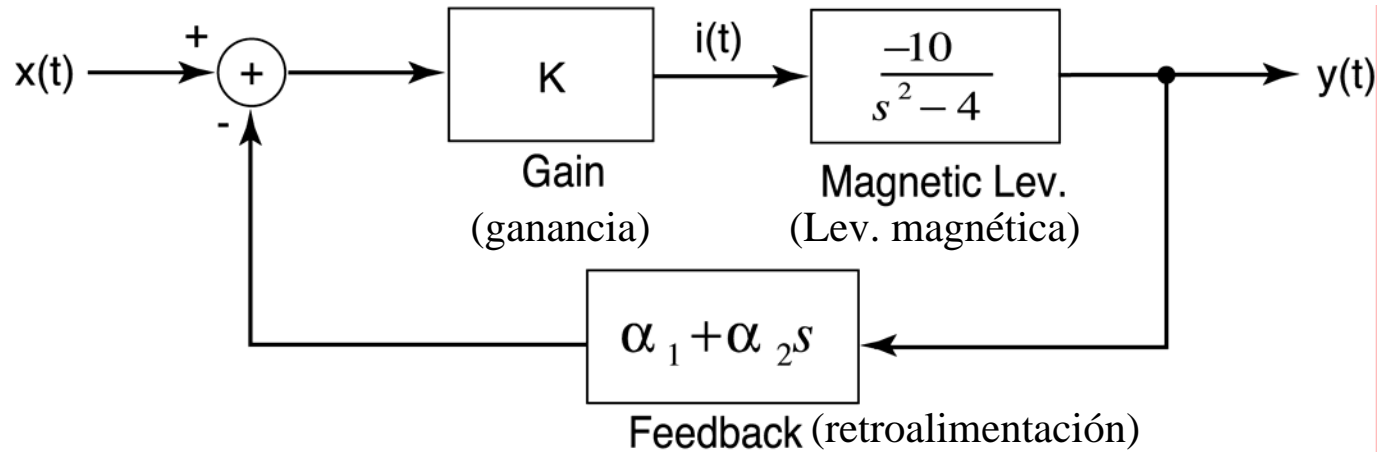 x(t)
+
+
-
K
i(t)
−10
s² − 4
y(t)
Gain
(ganancia)
Magnetic Lev.
(Lev. magnética)
α₁+α₂s
Feedback (retroalimentación)